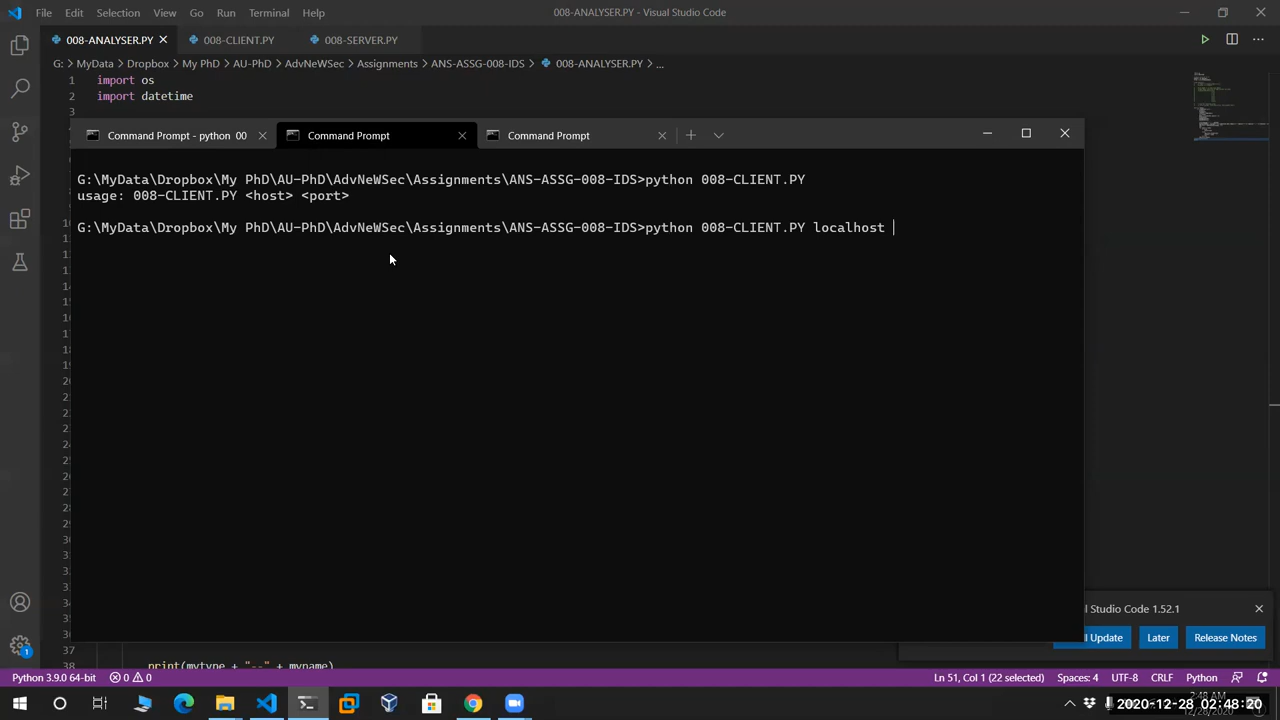 File Edit Selection View Go Run Terminal Help 008-ANALYSER.PY - Visual Studio Code
008-ANALYSER.PY 008-CLIENT.PY 008-SERVER.PY
G: > MyData > Dropbox > My PhD > AU-PhD > AdvNeWSec > Assignments > ANS-ASSG-008-IDS > 008-ANALYSER.PY > ...
1 import os
2 import datetime
3
Command Prompt - python 00 Command Prompt Command Prompt
G:\MyData\Dropbox\My PhD\AU-PhD\AdvNeWSec\Assignments\ANS-ASSG-008-IDS>python 008-CLIENT.PY
usage: 008-CLIENT.PY <host> <port>
G:\MyData\Dropbox\My PhD\AU-PhD\AdvNeWSec\Assignments\ANS-ASSG-008-IDS>python 008-CLIENT.PY localhost
37
38 print(mytype + "--" + myname)
l Studio Code 1.52.1
l Update Later Release Notes
Python 3.9.0 64-bit 0 0 Ln 51, Col 1 (22 selected) Spaces: 4 UTF-8 CRLF Python
2:48 AM
2020-12-28 02:48:20